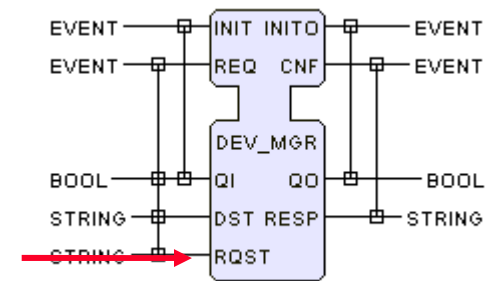 EVENT INIT INITO EVENT
EVENT REQ CNF EVENT
DEV_MGR
BOOL QI QO BOOL
STRING DST RESP STRING
STRING RQST